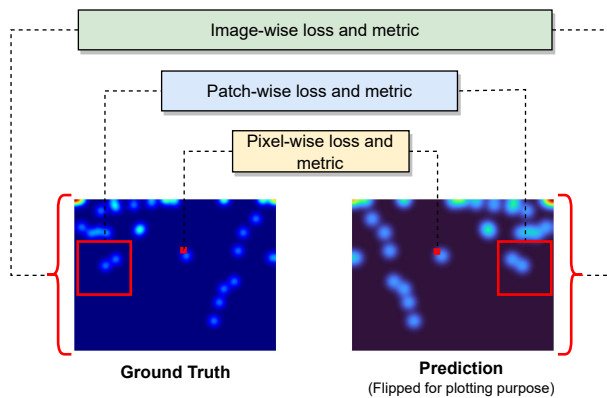 Image-wise loss and metric
Patch-wise loss and metric
Pixel-wise loss and
metric
Ground Truth
Prediction
(Flipped for plotting purpose)